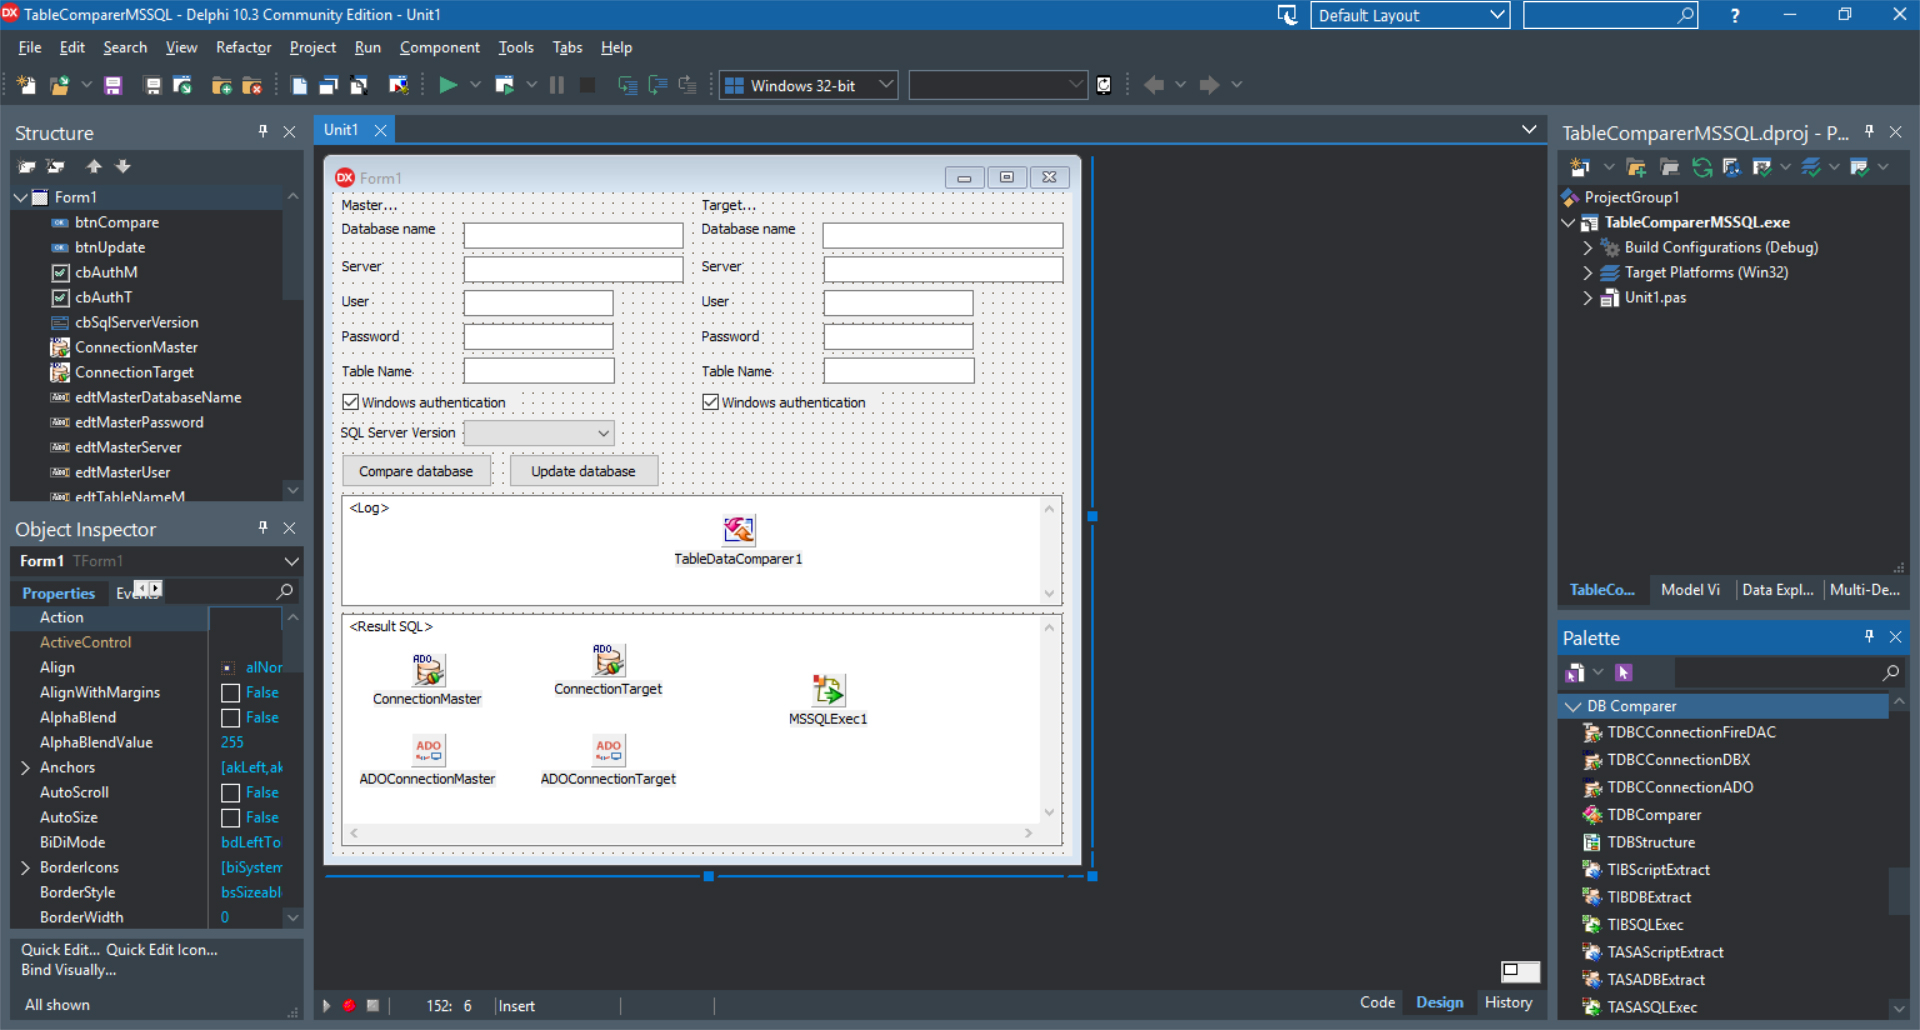 TableComparerMSSQL - Delphi 10.3 Community Edition - Unit1
Default Layout
File Edit Search View Refactor Project Run Component Tools Tabs Help
Windows 32-bit
Structure
Form1
btnCompare
btnUpdate
cbAuthM
cbAuthT
cbSqlServerVersion
ConnectionMaster
ConnectionTarget
edtMasterDatabaseName
edtMasterPassword
edtMasterServer
edtMasterUser
edtTableNameM
Object Inspector
Form1 TForm1
Properties Events
Action
ActiveControl
Align alNor
AlignWithMargins False
AlphaBlend False
AlphaBlendValue 255
Anchors [akLeft,ak
AutoScroll False
AutoSize False
BiDiMode bdLeftTo
BorderIcons [biSystem
BorderStyle bsSizeabl
BorderWidth 0
Quick Edit... Quick Edit Icon...
Bind Visually...
All shown
Unit1
Form1
Master... Target...
Database name Database name
Server Server
User User
Password Password
Table Name Table Name
Windows authentication Windows authentication
SQL Server Version
Compare database Update database
<Log>
TableDataComparer1
<Result SQL>
ADO ADO
ConnectionMaster ConnectionTarget
MSSQLExec1
ADO ADO
ADOConnectionMaster ADOConnectionTarget
152: 6 Insert
Code Design History
TableComparerMSSQL.dproj - P...
ProjectGroup1
TableComparerMSSQL.exe
Build Configurations (Debug)
Target Platforms (Win32)
Unit1.pas
TableCo... Model Vi Data Expl... Multi-De...
Palette
DB Comparer
TDBCConnectionFireDAC
TDBCConnectionDBX
TDBCConnectionADO
TDBComparer
TDBStructure
TIBScriptExtract
TIBDBExtract
TIBSQLExec
TASAScriptExtract
TASADBExtract
TASASQLExec